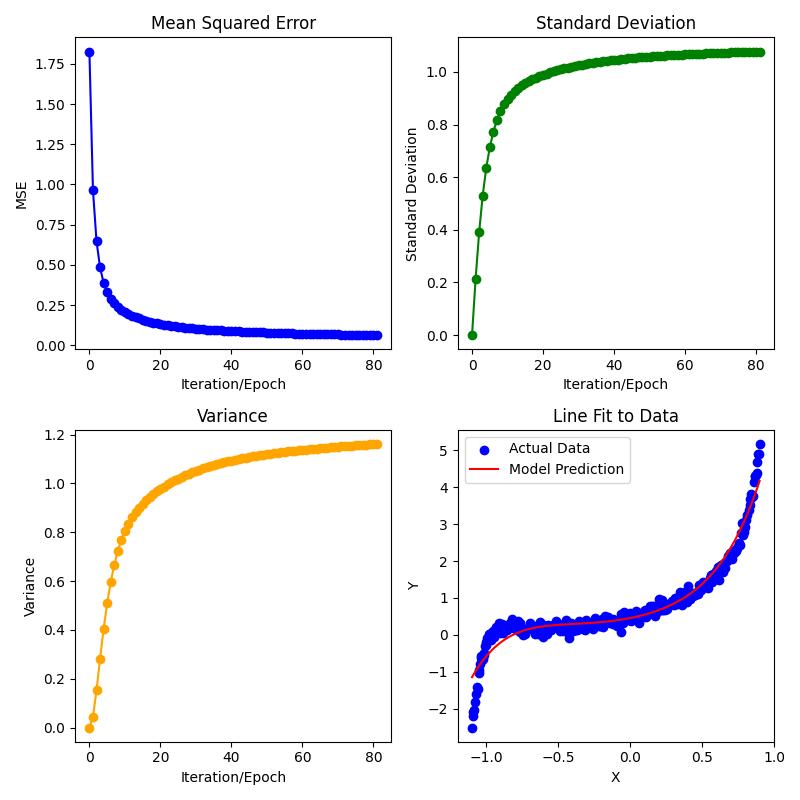 Mean Squared Error
MSE
1.75
1.50
1.25
1.00
0.75
0.50
0.25
0.00
0 20 40 60 80
Iteration/Epoch
Standard Deviation
Standard Deviation
1.0
0.8
0.6
0.4
0.2
0.0
0 20 40 60 80
Iteration/Epoch
Variance
Variance
1.2
1.0
0.8
0.6
0.4
0.2
0.0
0 20 40 60 80
Iteration/Epoch
Line Fit to Data
Actual Data
Model Prediction
Y
5
4
3
2
1
0
−1
−2
−1.0 −0.5 0.0 0.5 1.0
X